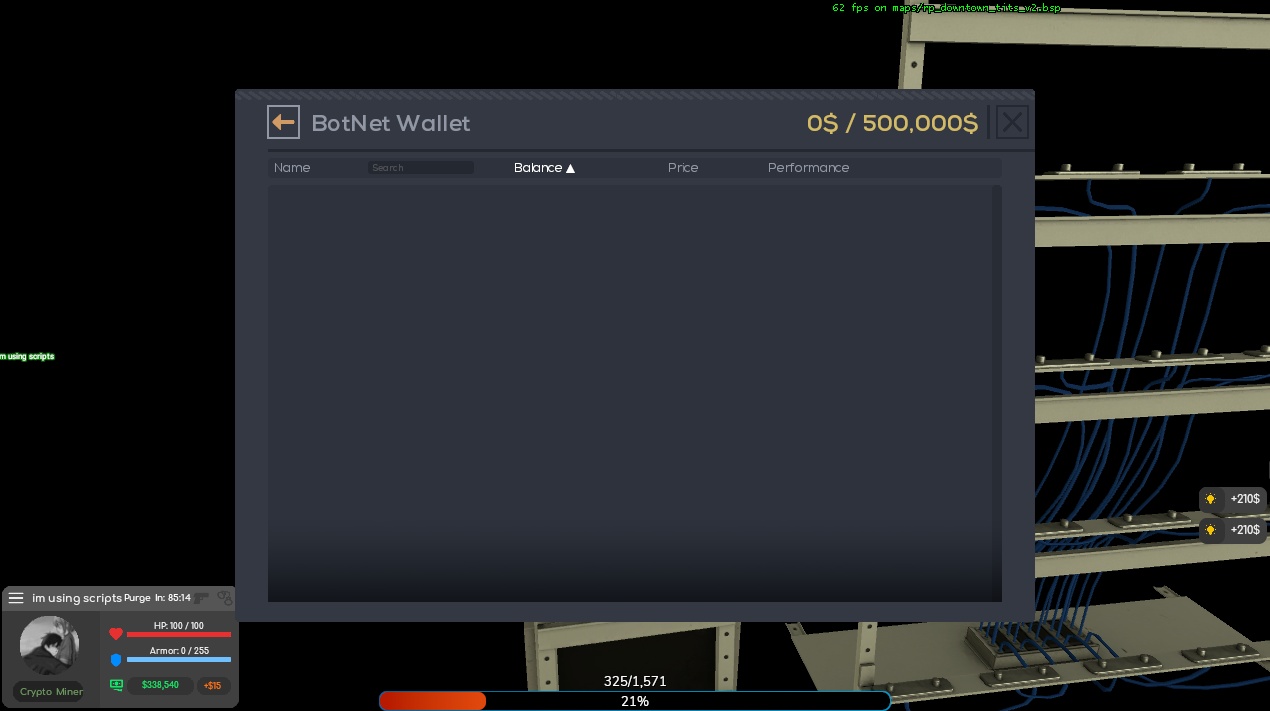 62 fps on maps/rp_downtown_tits_v2.bsp
BotNet Wallet
0$ / 500,000$
Name Search Balance ▲ Price Performance
m using scripts
+210$
+210$
im using scripts Purge In: 85:14
HP: 100 / 100
Armor: 0 / 255
$338,540 +$15
Crypto Miner
325/1,571
21%